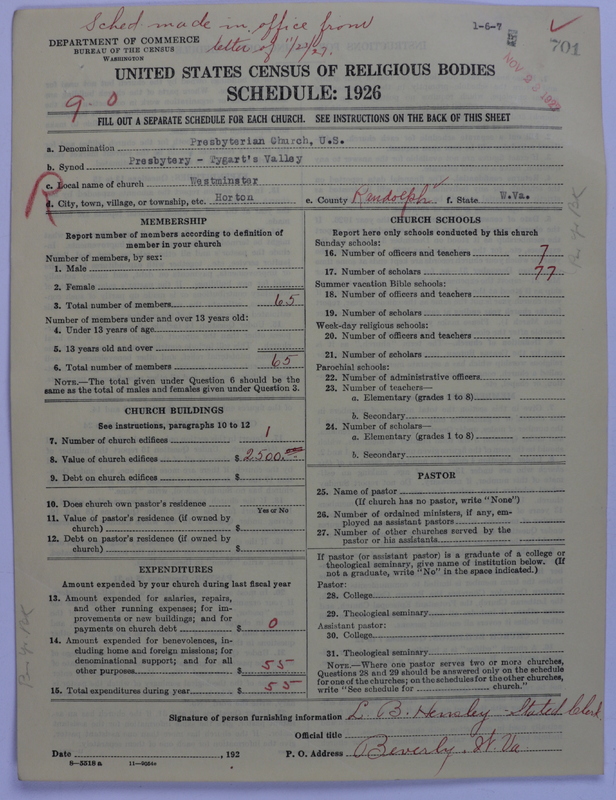 Sched. made in office from
letter of 11/23/27.
1-6-7
701
DEPARTMENT OF COMMERCE
BUREAU OF THE CENSUS
WASHINGTON
UNITED STATES CENSUS OF RELIGIOUS BODIES
SCHEDULE: 1926
9 0
FILL OUT A SEPARATE SCHEDULE FOR EACH CHURCH. SEE INSTRUCTIONS ON THE BACK OF THIS SHEET
a. Denomination Presbyterian Church, U.S.
b. Synod Presbytery - Tygart's Valley
c. Local name of church Westminster
d. City, town, village, or township, etc. Horton e. County Randolph f. State W.Va.
R
MEMBERSHIP
Report number of members according to definition of
member in your church
Number of members, by sex:
1. Male
2. Female
3. Total number of members 65
Number of members under and over 13 years old:
4. Under 13 years of age
5. 13 years old and over
6. Total number of members 65
NOTE.—The total given under Question 6 should be the
same as the total of males and females given under Question 3.
CHURCH BUILDINGS
See instructions, paragraphs 10 to 12
7. Number of church edifices 1
8. Value of church edifices $ 2500.00
9. Debt on church edifices $
10. Does church own pastor's residence
Yes or No
11. Value of pastor's residence (if owned by
church) $
12. Debt on pastor's residence (if owned by
church) $
EXPENDITURES
Amount expended by your church during last fiscal year
13. Amount expended for salaries, repairs,
and other running expenses; for im-
provements or new buildings; and for
payments on church debt $ 0
14. Amount expended for benevolences, in-
cluding home and foreign missions; for
denominational support; and for all
other purposes $ 55
15. Total expenditures during year $ 55
CHURCH SCHOOLS
Report here only schools conducted by this church
Sunday schools:
16. Number of officers and teachers 7
17. Number of scholars 77
Summer vacation Bible schools:
18. Number of officers and teachers
19. Number of scholars
Week-day religious schools:
20. Number of officers and teachers
21. Number of scholars
Parochial schools:
22. Number of administrative officers
23. Number of teachers—
a. Elementary (grades 1 to 8)
b. Secondary
24. Number of scholars—
a. Elementary (grades 1 to 8)
b. Secondary
PASTOR
25. Name of pastor
(If church has no pastor, write "None")
26. Number of ordained ministers, if any, em-
ployed as assistant pastors
27. Number of other churches served by the
pastor or his assistants
If pastor (or assistant pastor) is a graduate of a college or
theological seminary, give name of institution below. (If
not a graduate, write "No" in the space indicated.)
Pastor:
28. College
29. Theological seminary
Assistant pastor:
30. College
31. Theological seminary
NOTE.—Where one pastor serves two or more churches,
Questions 28 and 29 should be answered only on the schedule
for one of the churches; on the schedules for the other churches,
write "See schedule for church."
Signature of person furnishing information L. B. Hensley - Stated Clerk
Official title
Date , 192 P. O. Address Beverly, W. Va
8-5518 a